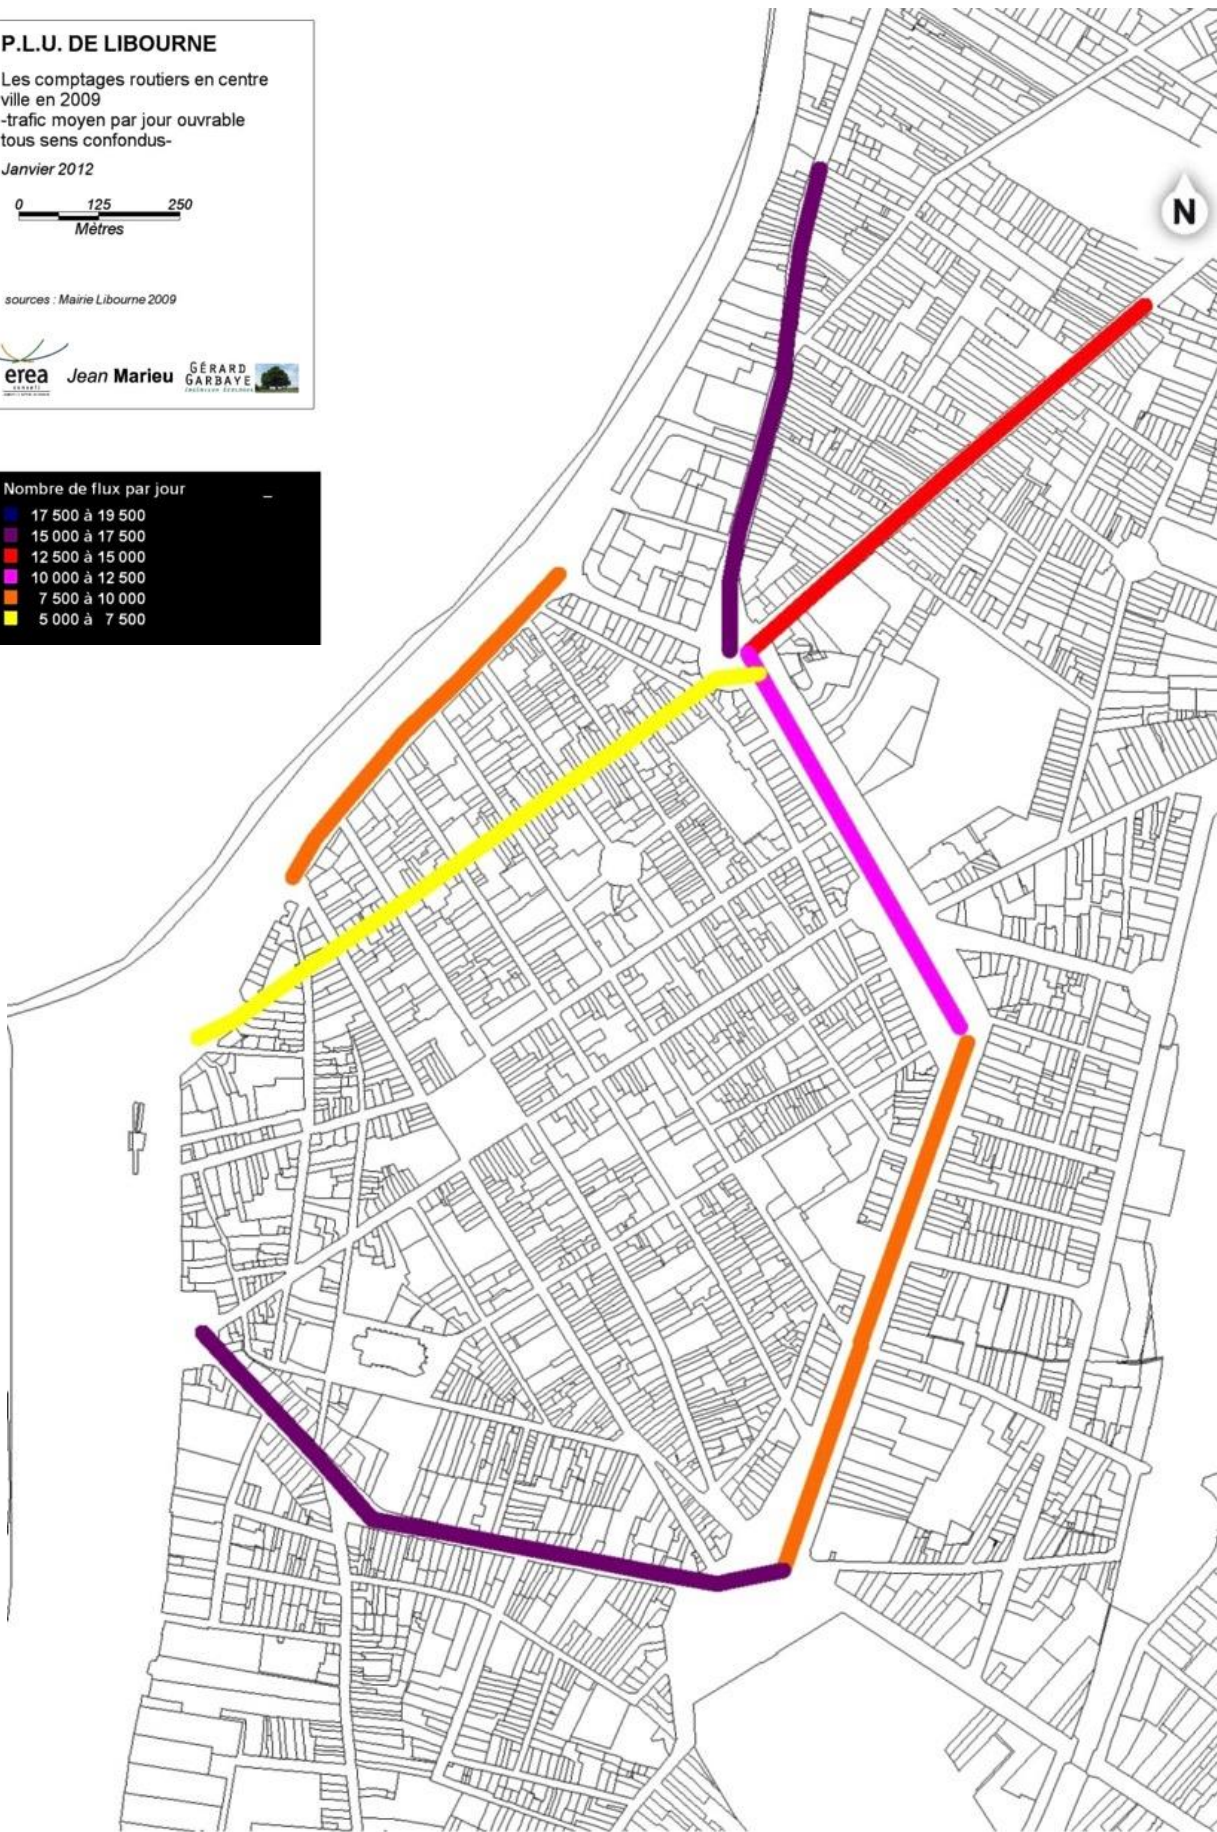 P.L.U. DE LIBOURNE
Les comptages routiers en centre
ville en 2009
-trafic moyen par jour ouvrable
tous sens confondus-
Janvier 2012
0 125 250
Mètres
sources : Mairie Libourne 2009
erea
conseil
Jean Marieu
GÉRARD
GARBAYE
N
Nombre de flux par jour
17 500 à 19 500
15 000 à 17 500
12 500 à 15 000
10 000 à 12 500
7 500 à 10 000
5 000 à 7 500